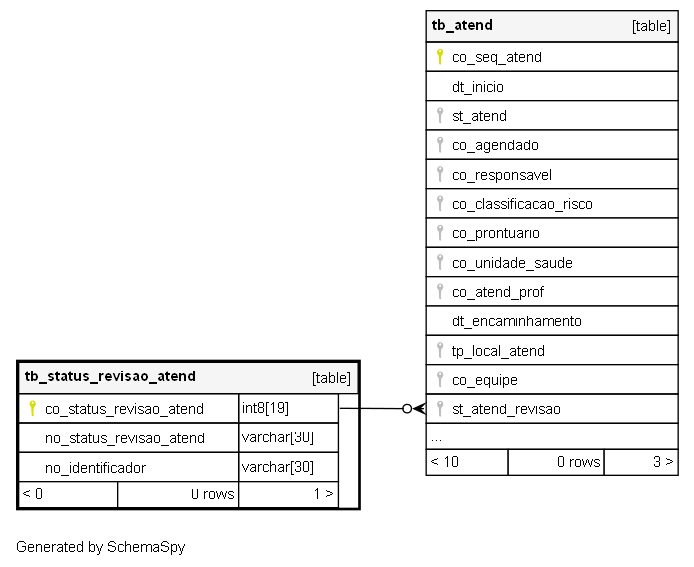 tb_atend [table]
co_seq_atend
dt_inicio
st_atend
co_agendado
co_responsavel
co_classificacao_risco
co_prontuario
co_unidade_saude
co_atend_prof
dt_encaminhamento
tp_local_atend
co_equipe
st_atend_revisao
...
< 10 0 rows 3 >
tb_status_revisao_atend [table]
co_status_revisao_atend int8[19]
no_status_revisao_atend varchar[30]
no_identificador varchar[30]
< 0 0 rows 1 >
Generated by SchemaSpy